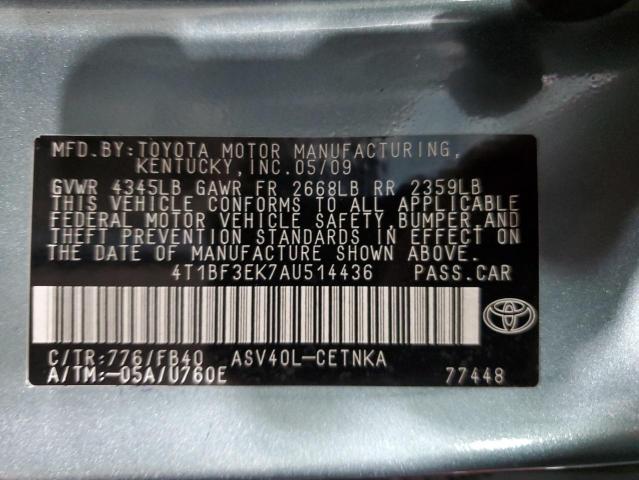 MFD. BY: TOYOTA MOTOR MANUFACTURING,
KENTUCKY, INC. 05/09
GVWR 4345LB GAWR FR 2668LB RR 2359LB
THIS VEHICLE CONFORMS TO ALL APPLICABLE
FEDERAL MOTOR VEHICLE SAFETY, BUMPER, AND
THEFT PREVENTION STANDARDS IN EFFECT ON
THE DATE OF MANUFACTURE SHOWN ABOVE.
4T1BF3EK7AU514436 PASS. CAR
C/TR: 776/FB40 ASV40L-CETNKA
A/TM: -05A/U760E 77448